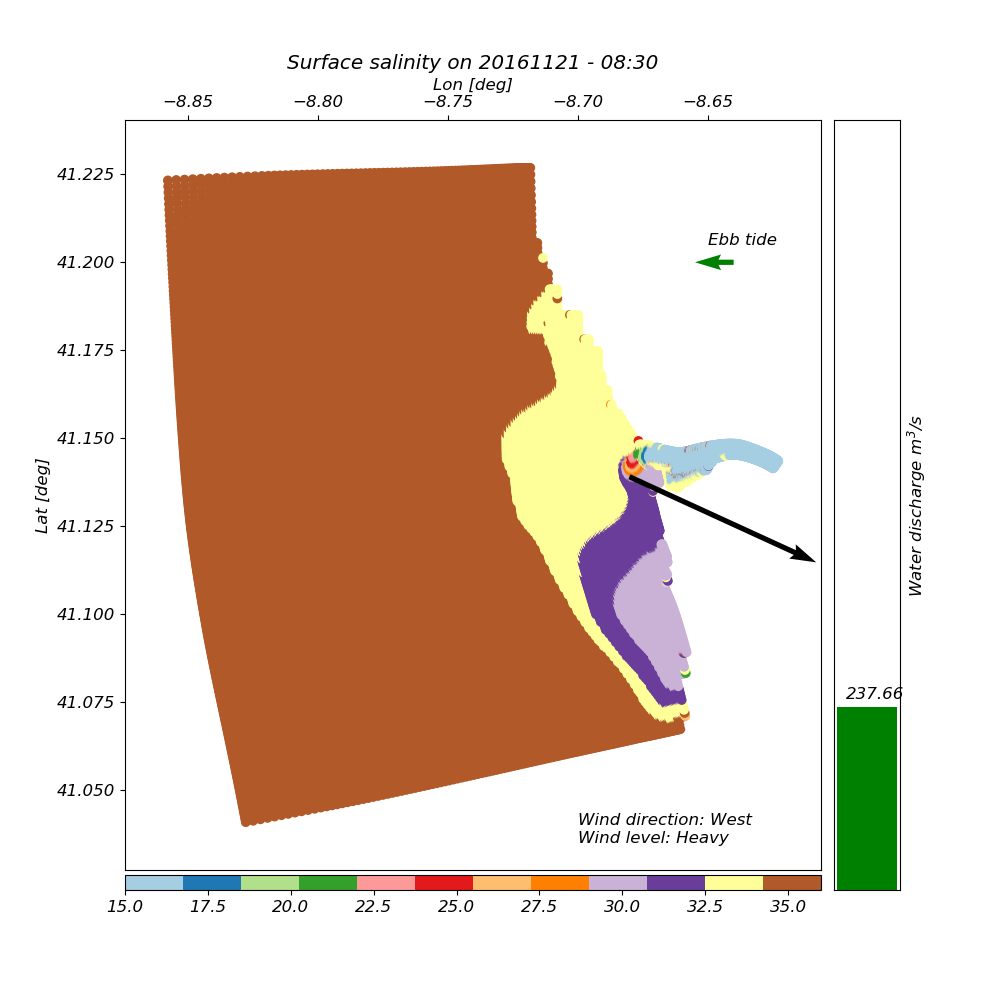 Surface salinity on 20161121 - 08:30
Lon [deg]
−8.85 −8.80 −8.75 −8.70 −8.65
41.225
41.200
41.175
41.150
41.125
41.100
41.075
41.050
Lat [deg]
Ebb tide
Wind direction: West
Wind level: Heavy
237.66
Water discharge m³/s
15.0 17.5 20.0 22.5 25.0 27.5 30.0 32.5 35.0